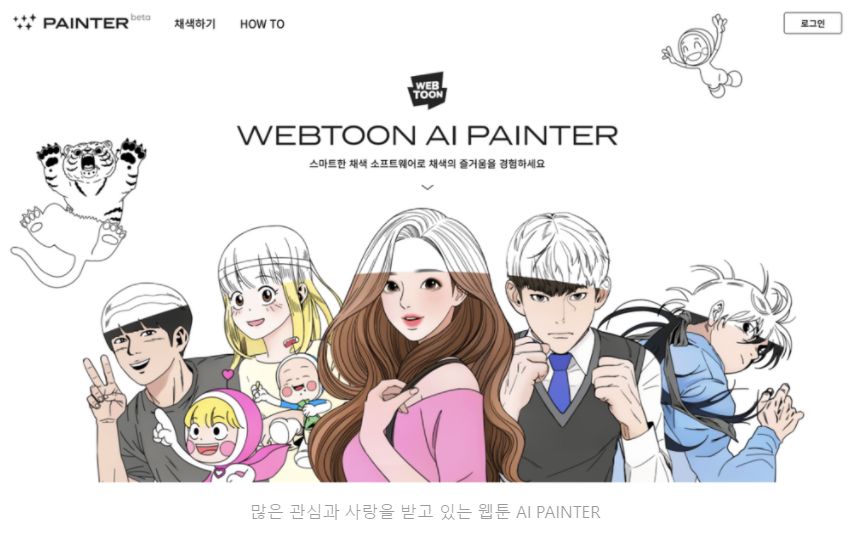 PAINTER beta 채색하기 HOW TO 로그인
WEB
TOON
WEBTOON AI PAINTER
스마트한 채색 소프트웨어로 채색의 즐거움을 경험하세요
많은 관심과 사랑을 받고 있는 웹툰 AI PAINTER